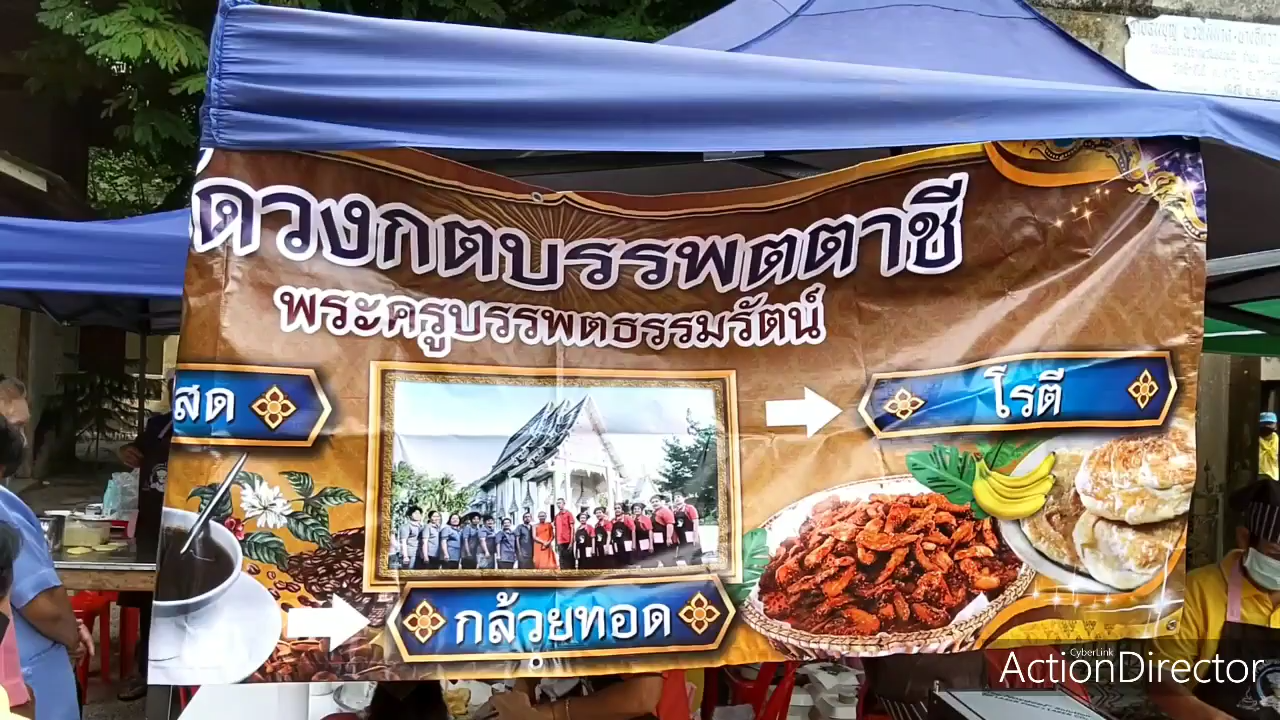 ดวงกตบรรพตตาชี
พระครูบรรพตธรรมรัตน์
สด
โรตี
กล้วยทอด
CyberLink
ActionDirector